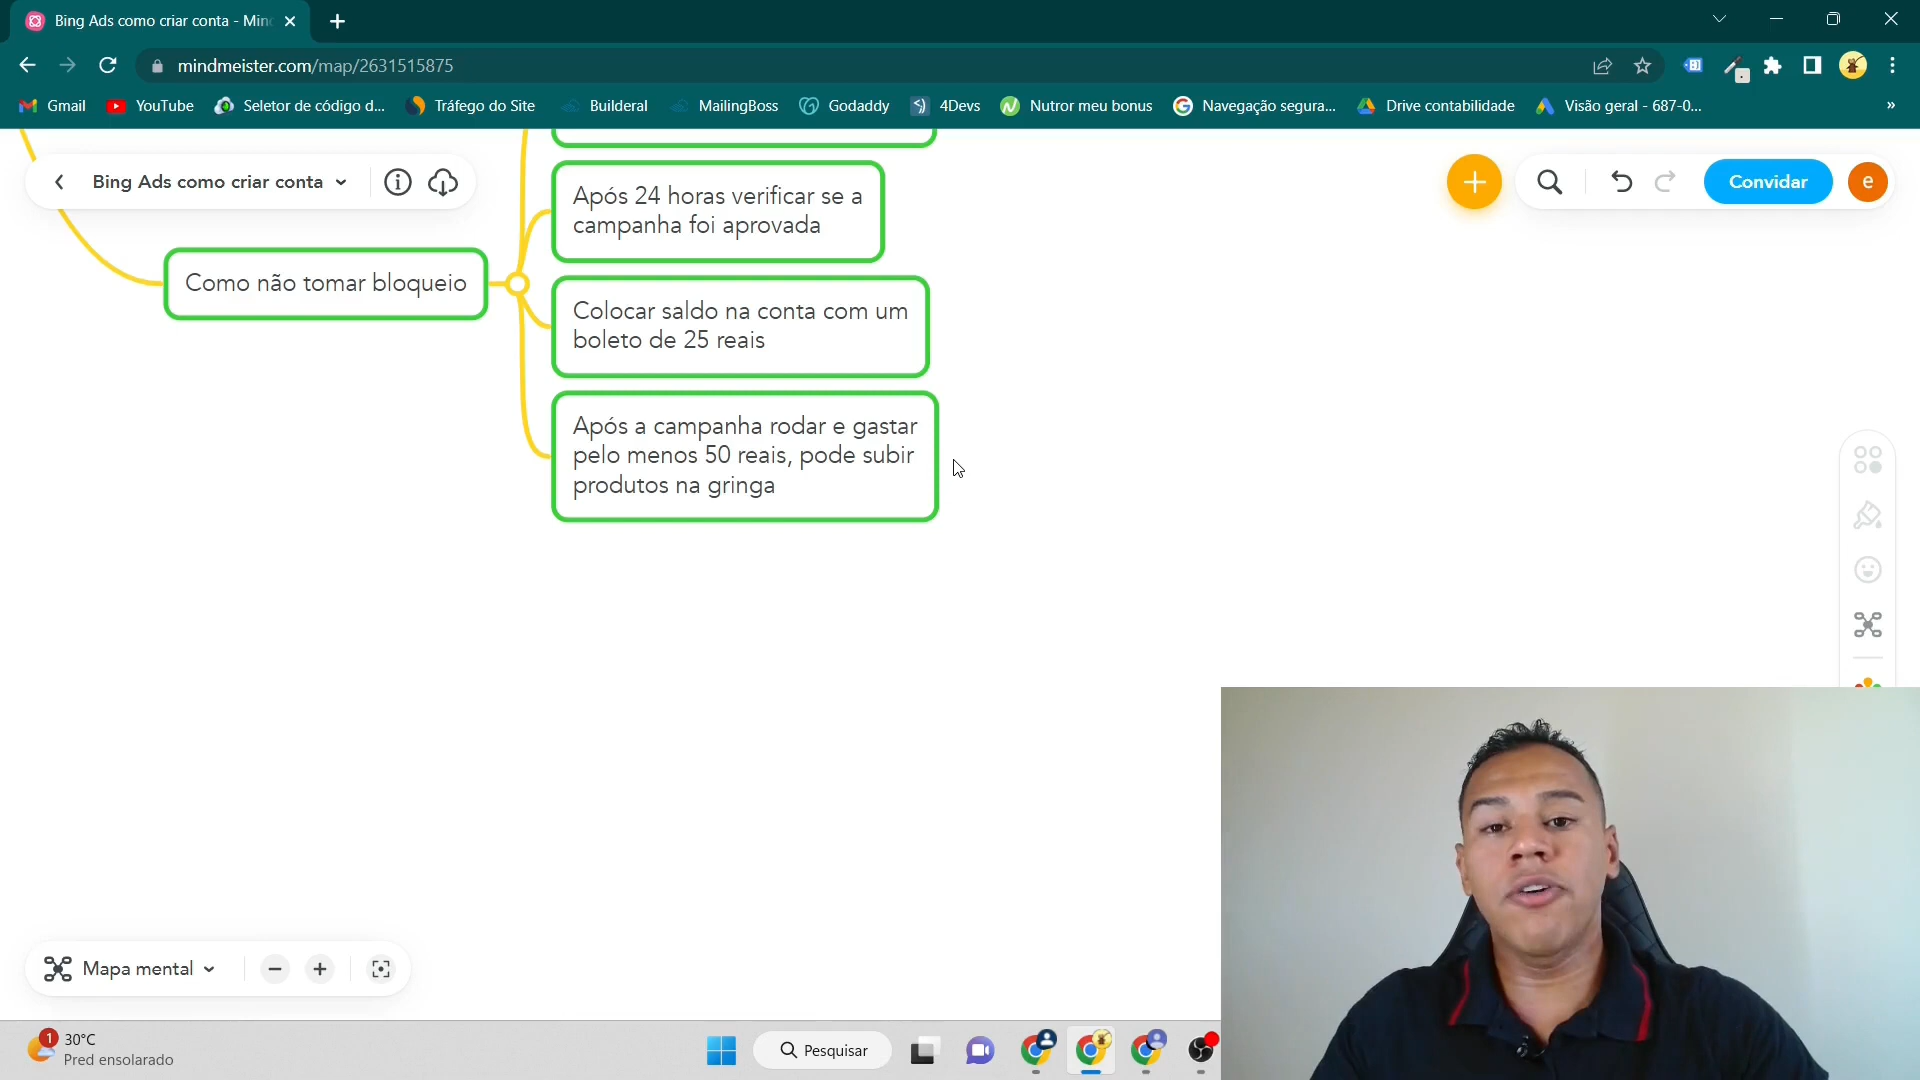 Bing Ads como criar conta - Min
mindmeister.com/map/2631515875
Gmail
YouTube
Seletor de código d...
Tráfego do Site
Builderal
MailingBoss
Godaddy
4Devs
Nutror meu bonus
Navegação segura...
Drive contabilidade
Visão geral - 687-0...
»
Bing Ads como criar conta
Convidar
e
Após 24 horas verificar se a
campanha foi aprovada
Como não tomar bloqueio
Colocar saldo na conta com um
boleto de 25 reais
Após a campanha rodar e gastar
pelo menos 50 reais, pode subir
produtos na gringa
Mapa mental
1
30°C
Pred ensolarado
Pesquisar